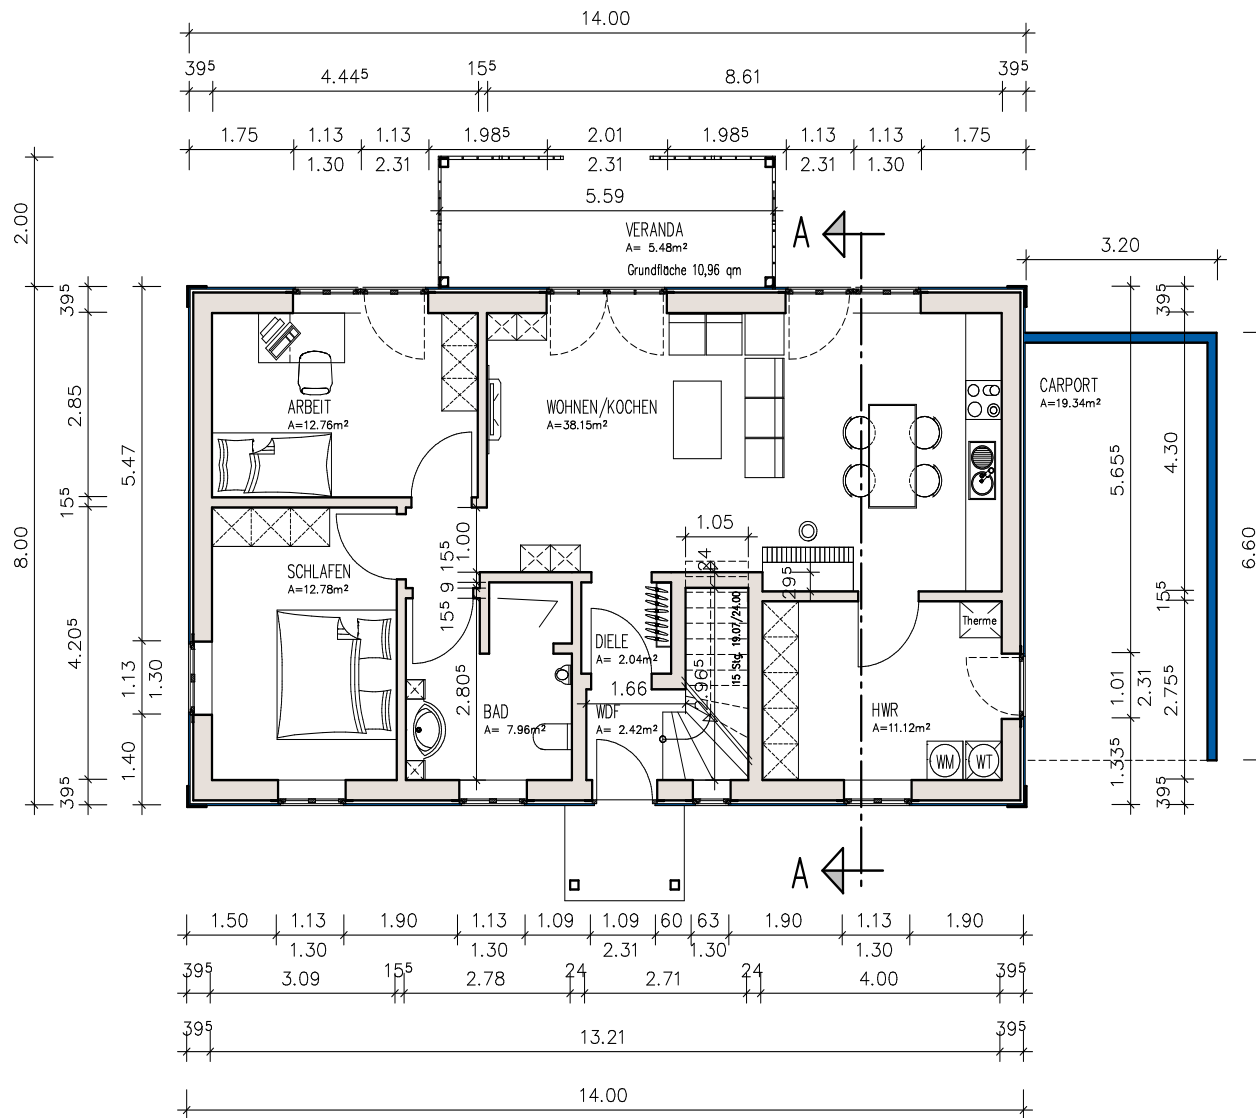 14.00
39⁵ 4.44⁵ 15⁵ 8.61 39⁵
1.75 1.13 1.13 1.98⁵ 2.01 1.98⁵ 1.13 1.13 1.75
1.30 2.31 2.31 2.31 1.30
5.59
VERANDA
A= 5.48m²
Grundfläche 10,96 qm
A
3.20
2.00
8.00
39⁵
2.85
15⁵
4.20⁵
39⁵
5.47
1.13
1.30
1.40
ARBEIT
A=12.76m²
WOHNEN/KOCHEN
A=38.15m²
CARPORT
A=19.34m²
39⁵
4.30
15⁵
2.75⁵
39⁵
5.65⁵
1.01
2.31
1.33⁵
6.60
1.05
24
29⁵
1.00
15⁵
9
15⁵
SCHLAFEN
A=12.78m²
2.80⁵
BAD
A= 7.96m²
DIELE
A= 2.04m²
1.66
WDF
A= 2.42m²
15 Stg. 19.07/24.00
Therme
HWR
A=11.12m²
WM
WT
A
1.50 1.13 1.90 1.13 1.09 1.09 60 63 1.90 1.13 1.90
1.30 1.30 2.31 1.30 1.30
39⁵ 3.09 15⁵ 2.78 24 2.71 24 4.00 39⁵
39⁵ 13.21 39⁵
14.00